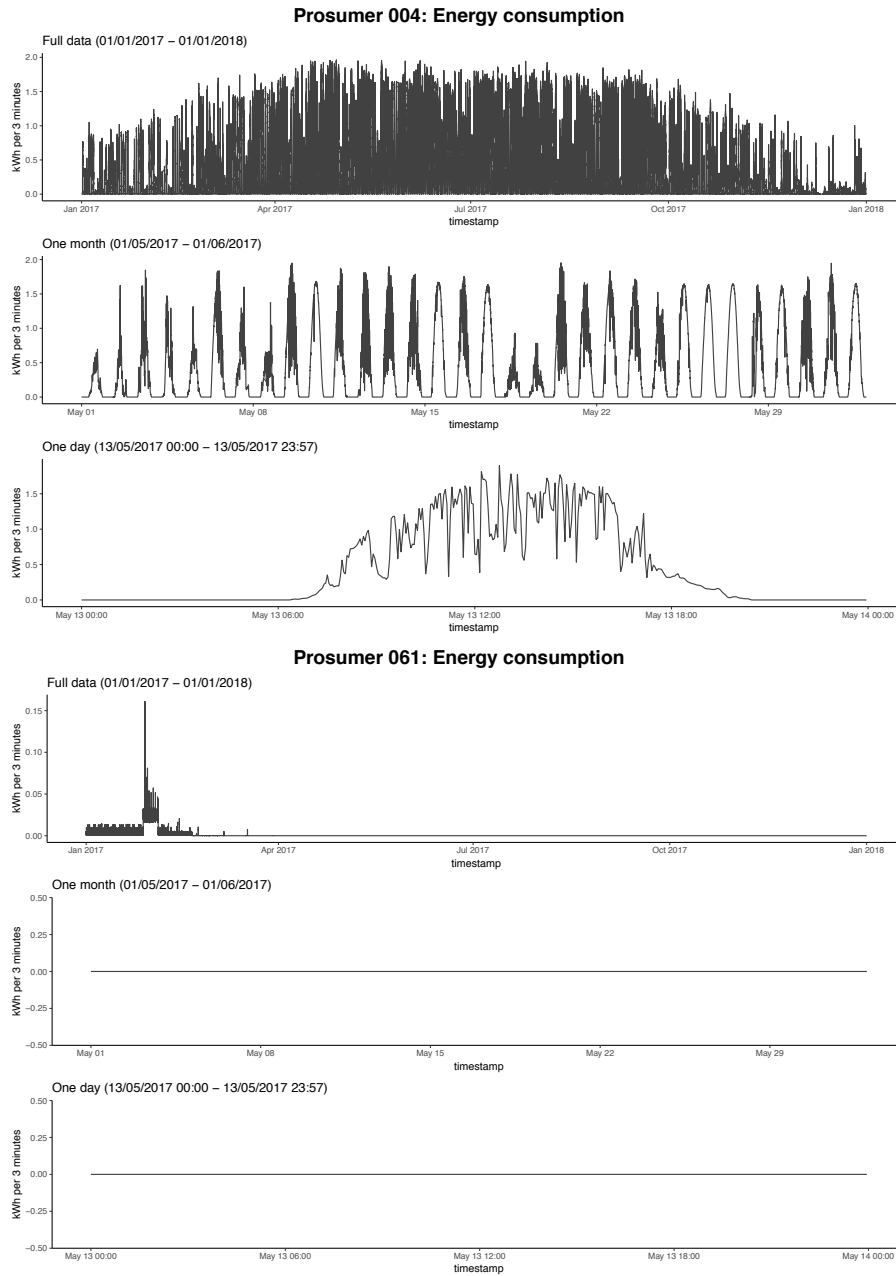 Prosumer 004: Energy consumption
Full data (01/01/2017 − 01/01/2018)
kWh per 3 minutes
2.0
1.5
1.0
0.5
0.0
Jan 2017 Apr 2017 Jul 2017 Oct 2017 Jan 2018
timestamp
One month (01/05/2017 − 01/06/2017)
kWh per 3 minutes
2.0
1.5
1.0
0.5
0.0
May 01 May 08 May 15 May 22 May 29
timestamp
One day (13/05/2017 00:00 − 13/05/2017 23:57)
kWh per 3 minutes
1.5
1.0
0.5
0.0
May 13 00:00 May 13 06:00 May 13 12:00 May 13 18:00 May 14 00:00
timestamp
Prosumer 061: Energy consumption
Full data (01/01/2017 − 01/01/2018)
kWh per 3 minutes
0.15
0.10
0.05
0.00
Jan 2017 Apr 2017 Jul 2017 Oct 2017 Jan 2018
timestamp
One month (01/05/2017 − 01/06/2017)
kWh per 3 minutes
0.50
0.25
0.00
−0.25
−0.50
May 01 May 08 May 15 May 22 May 29
timestamp
One day (13/05/2017 00:00 − 13/05/2017 23:57)
kWh per 3 minutes
0.50
0.25
0.00
−0.25
−0.50
May 13 00:00 May 13 06:00 May 13 12:00 May 13 18:00 May 14 00:00
timestamp